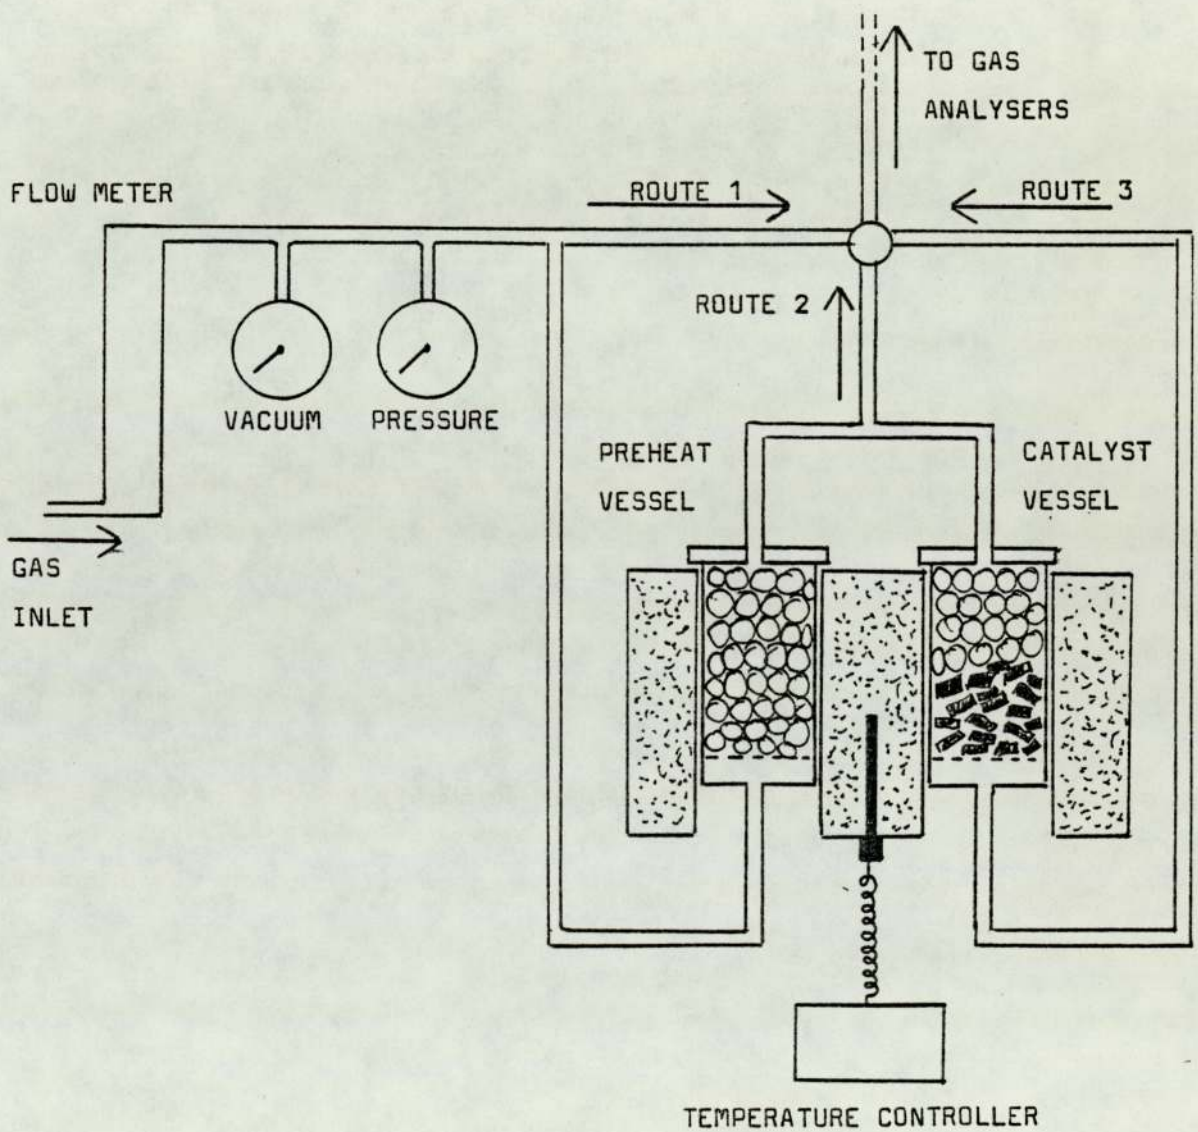 TO GAS
ANALYSERS
FLOW METER
ROUTE 1
ROUTE 3
ROUTE 2
VACUUM
PRESSURE
PREHEAT
VESSEL
CATALYST
VESSEL
GAS
INLET
TEMPERATURE CONTROLLER